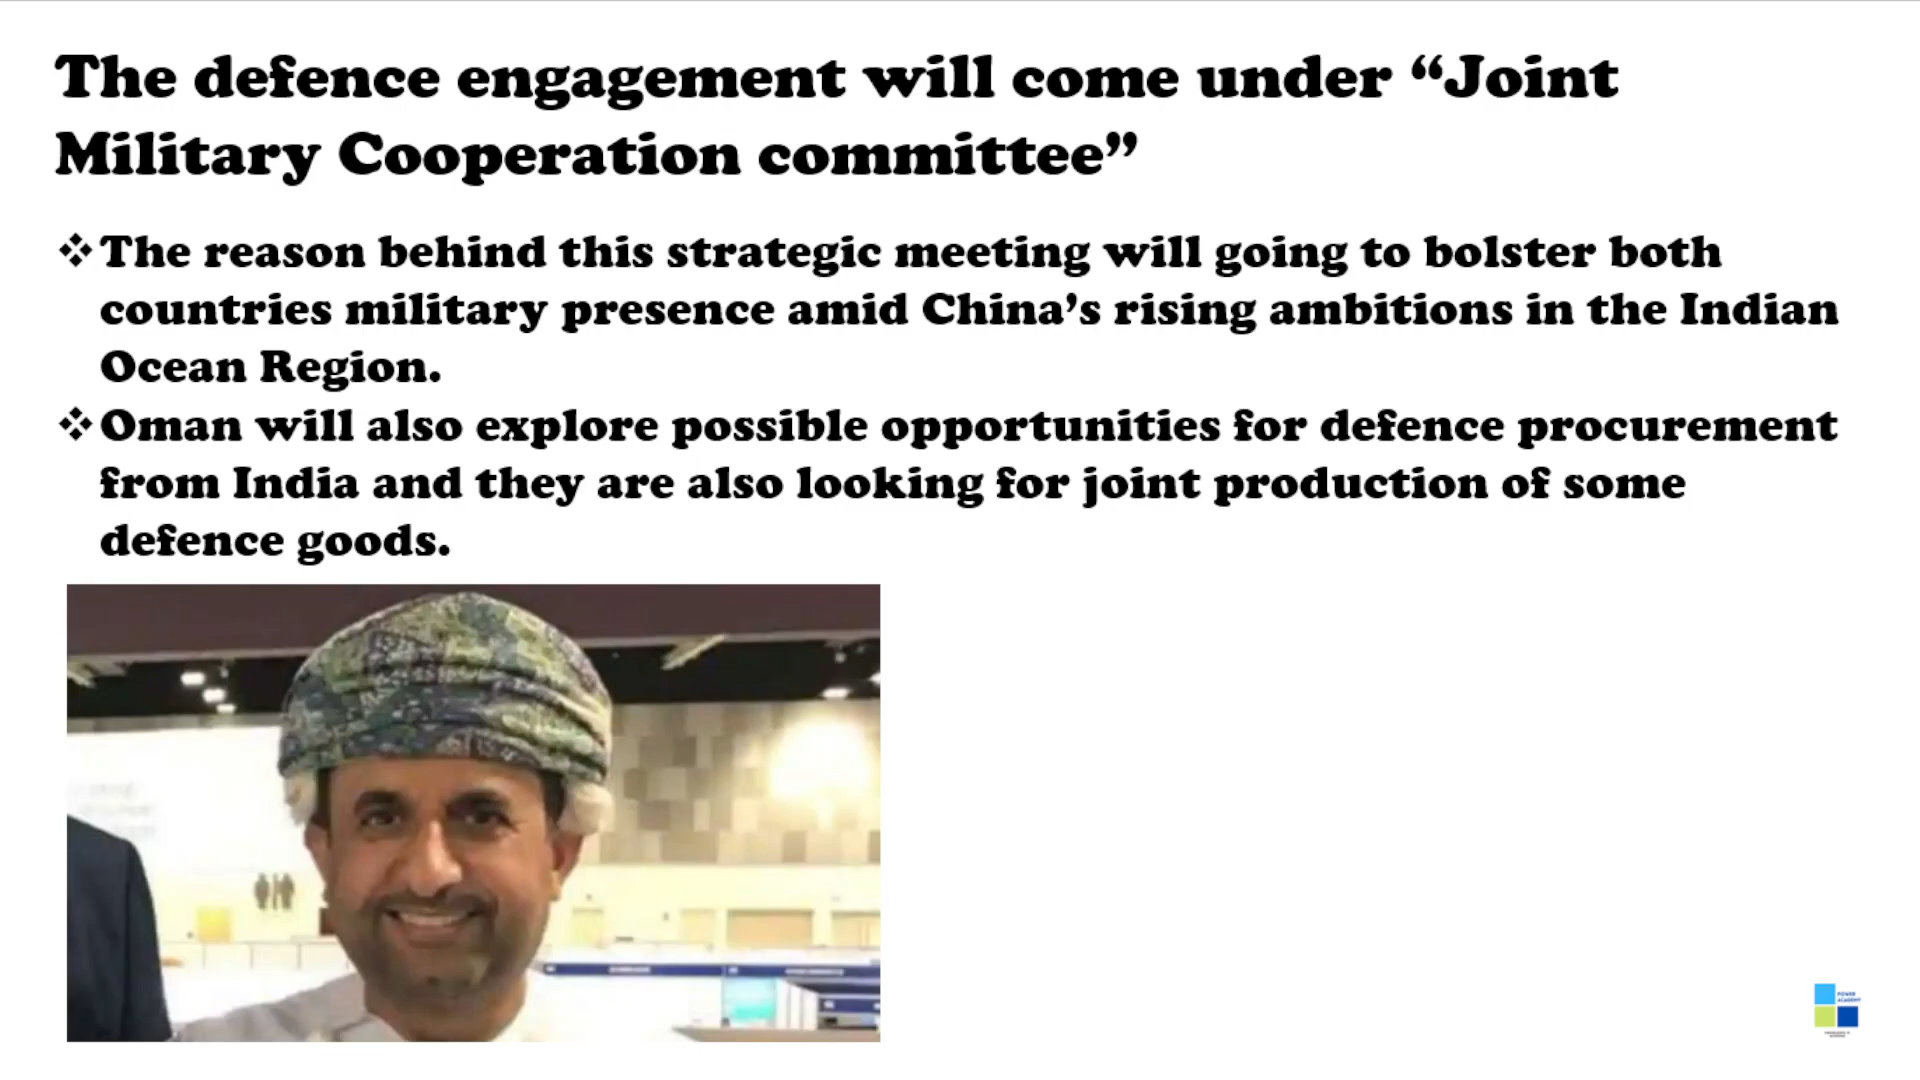 The defence engagement will come under “Joint
Military Cooperation committee”
❖The reason behind this strategic meeting will going to bolster both
countries military presence amid China’s rising ambitions in the Indian
Ocean Region.
❖Oman will also explore possible opportunities for defence procurement
from India and they are also looking for joint production of some
defence goods.
POWER
ACADEMY